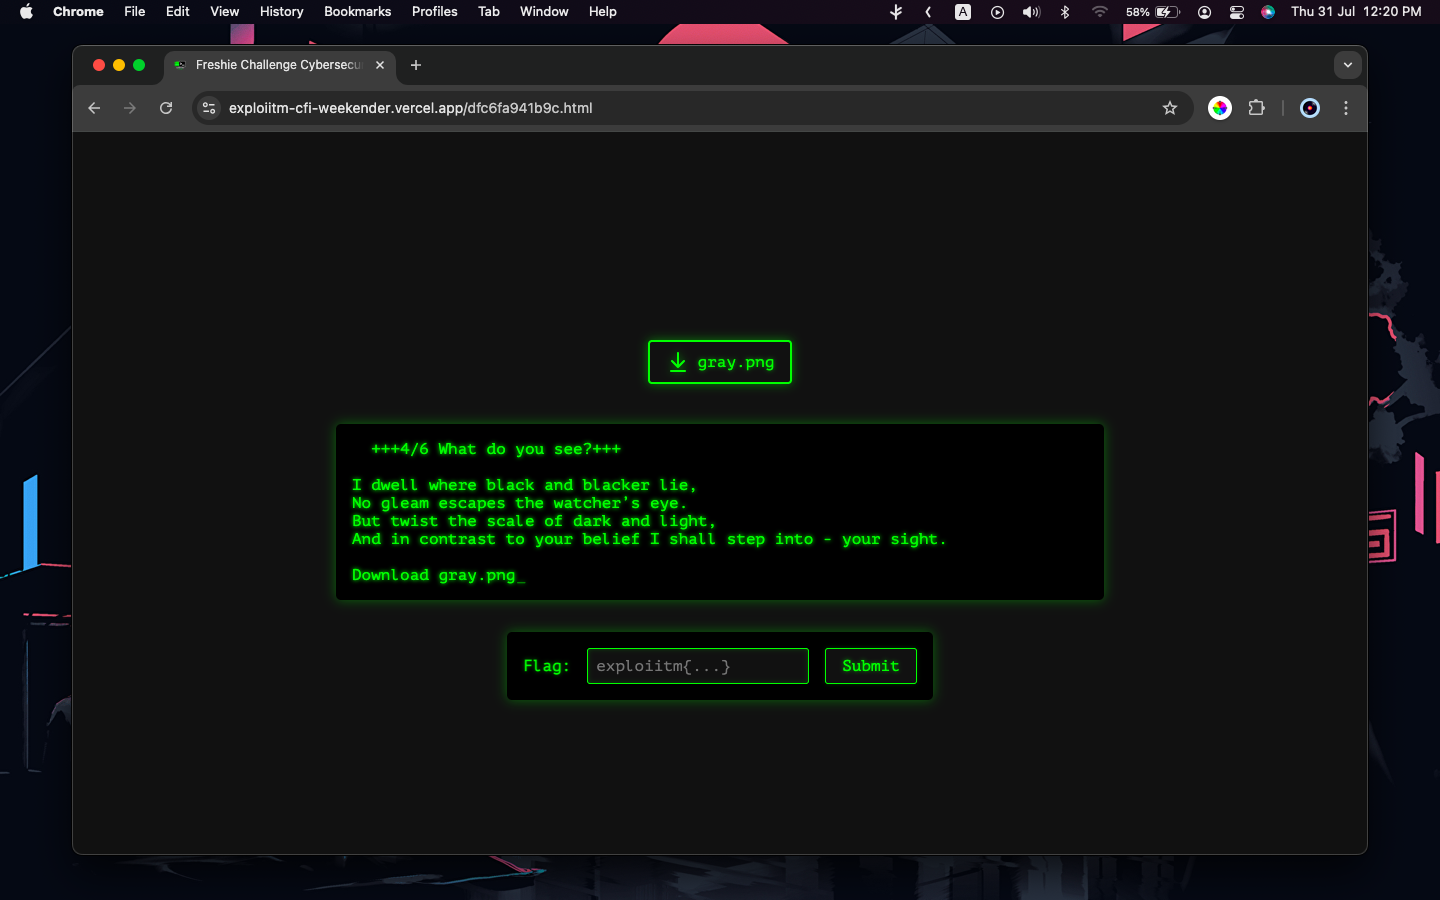 Chrome File Edit View History Bookmarks Profiles Tab Window Help A 58% Thu 31 Jul 12:20 PM
Freshie Challenge Cybersecu
exploiitm-cfi-weekender.vercel.app/dfc6fa941b9c.html
gray.png
+++4/6 What do you see?+++
I dwell where black and blacker lie,
No gleam escapes the watcher's eye.
But twist the scale of dark and light,
And in contrast to your belief I shall step into - your sight.
Download gray.png_
Flag: exploiitm{...} Submit